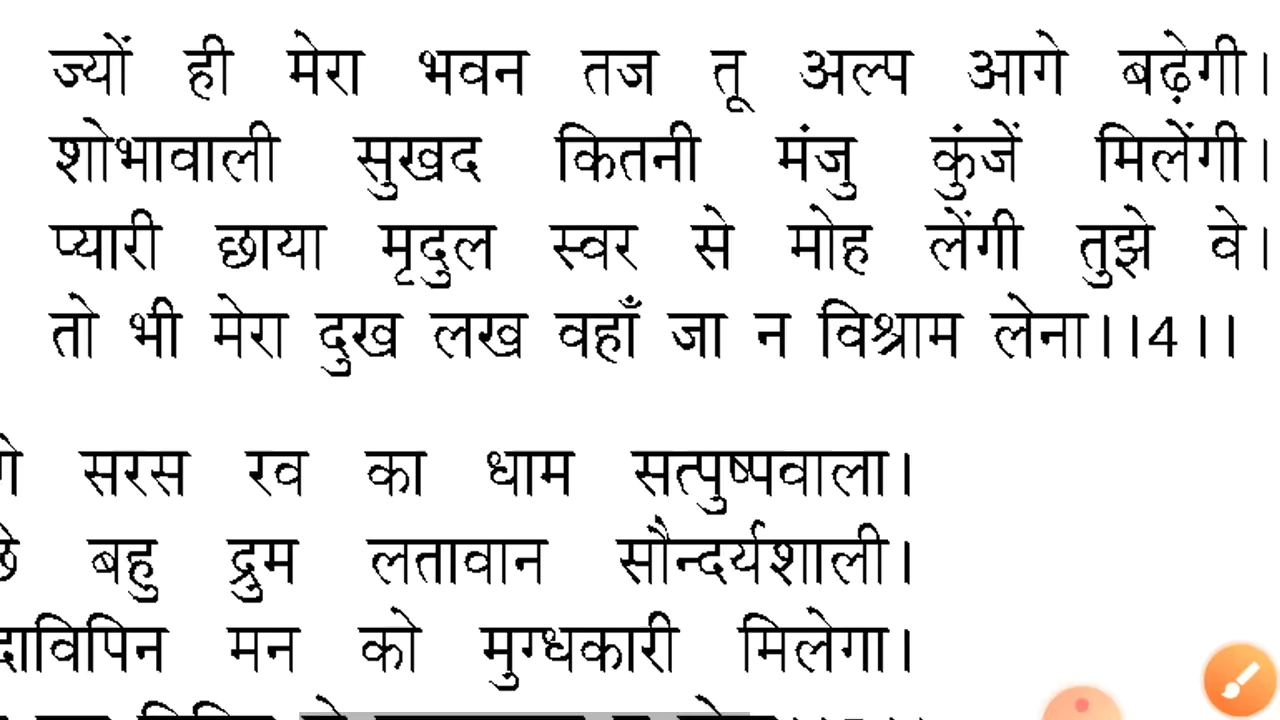 ज्यों ही मेरा भवन तज तू अल्प आगे बढ़ेगी।
शोभावाली सुखद कितनी मंजु कुंजें मिलेंगी।
प्यारी छाया मृदुल स्वर से मोह लेंगी तुझे वे।
तो भी मेरा दुख लख वहाँ जा न विश्राम लेना।।4।।
सरस रव का धाम सत्पुष्पवाला।
बहु द्रुम लतावान सौन्दर्यशाली।
दाविपिन मन को मुग्धकारी मिलेगा।